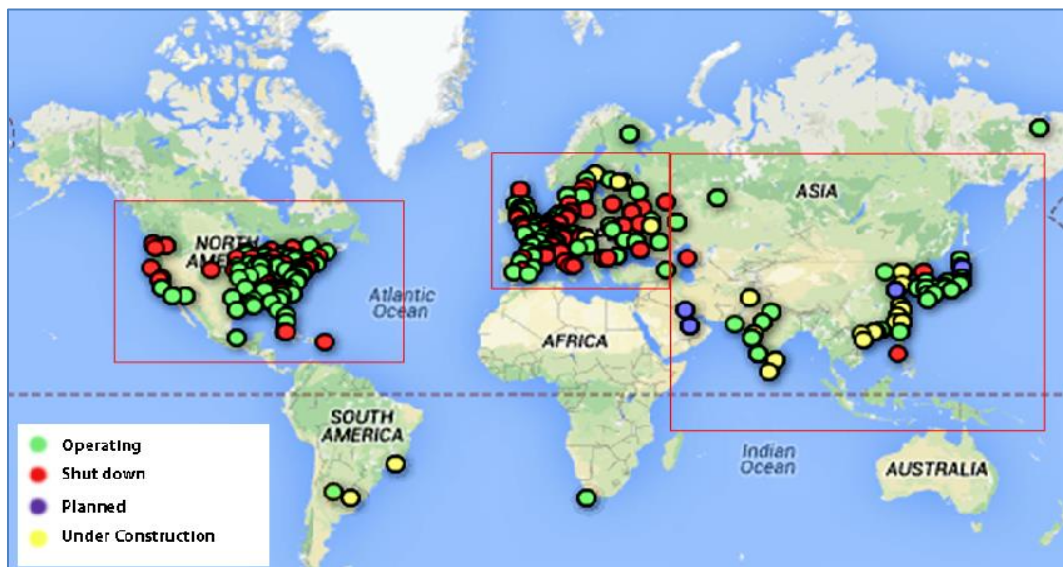 NORTH
AMERICA
Atlantic
Ocean
AFRICA
ASIA
SOUTH
AMERICA
Indian
Ocean
AUSTRALIA
Operating
Shut down
Planned
Under Construction